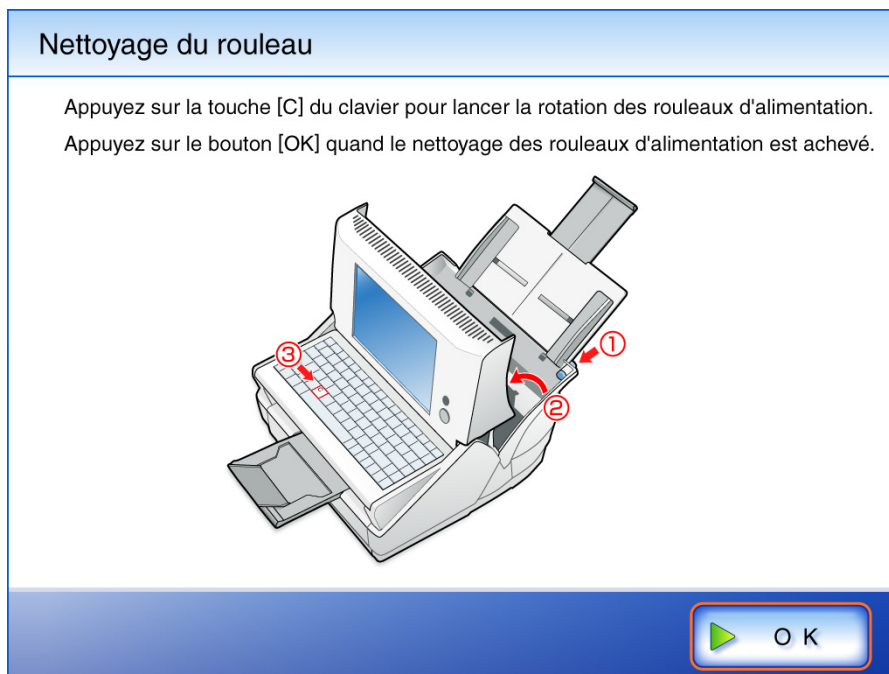 Nettoyage du rouleau
Appuyez sur la touche [C] du clavier pour lancer la rotation des rouleaux d'alimentation.
Appuyez sur le bouton [OK] quand le nettoyage des rouleaux d'alimentation est achevé.
①
③
C
②
OK